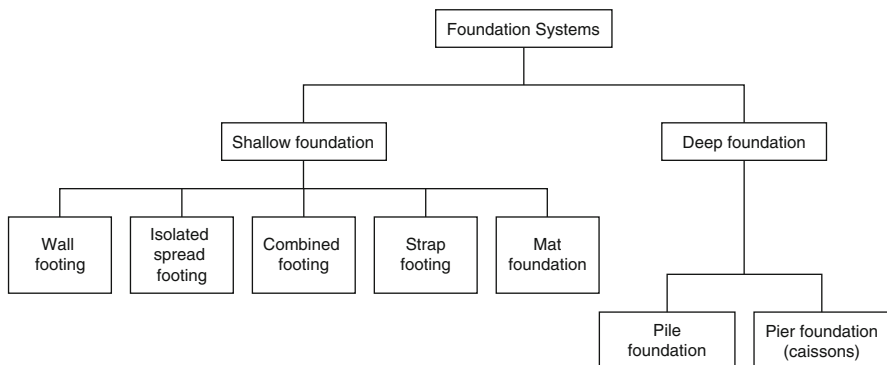 Foundation Systems
Shallow foundation
Deep foundation
Wall
footing
Isolated
spread
footing
Combined
footing
Strap
footing
Mat
foundation
Pile
foundation
Pier foundation
(caissons)